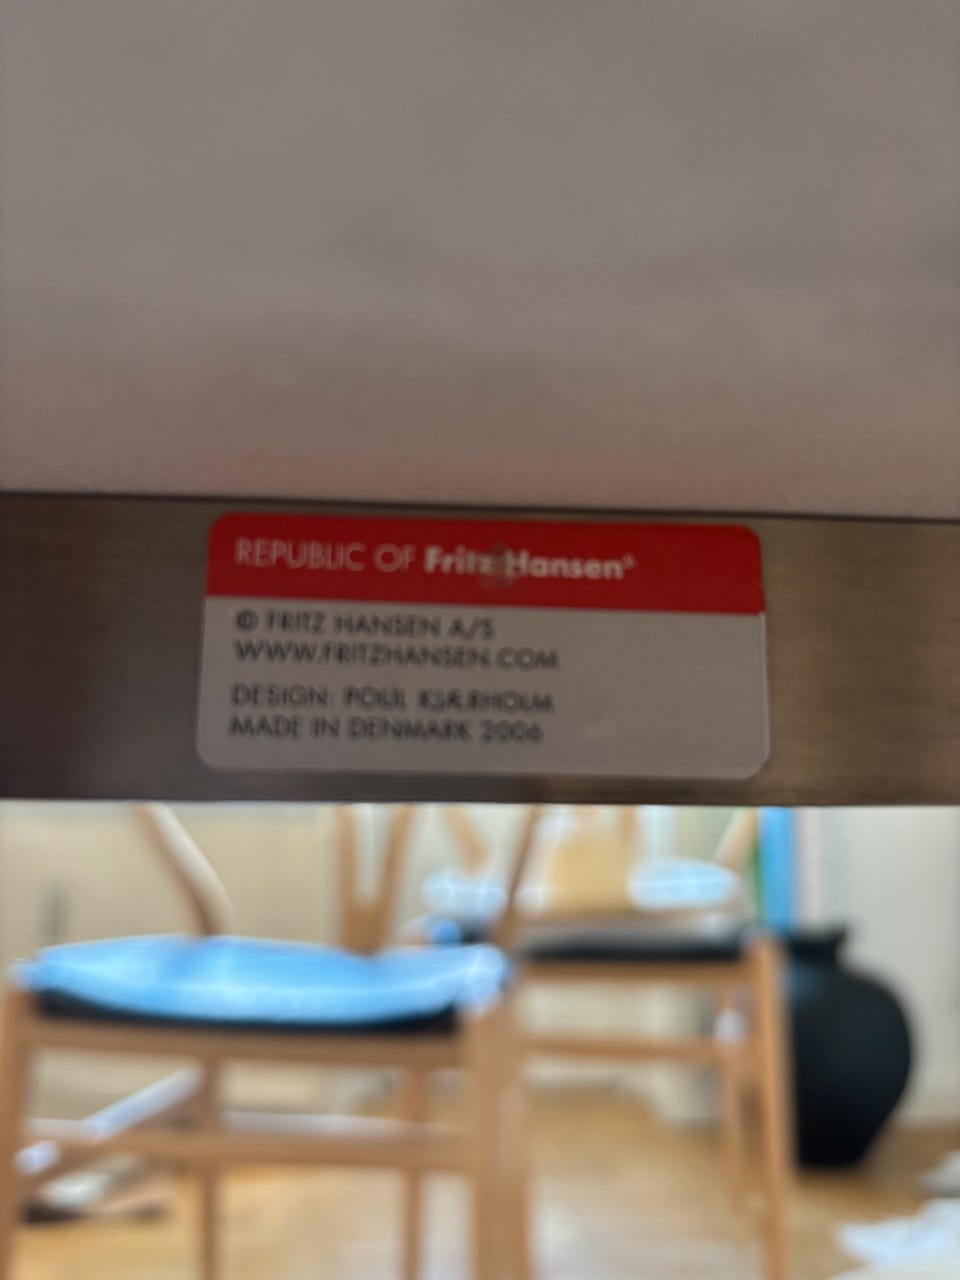 REPUBLIC OF Fritz Hansen®
© FRITZ HANSEN A/S
WWW.FRITZHANSEN.COM
DESIGN: POUL KJÆRHOLM
MADE IN DENMARK 2006